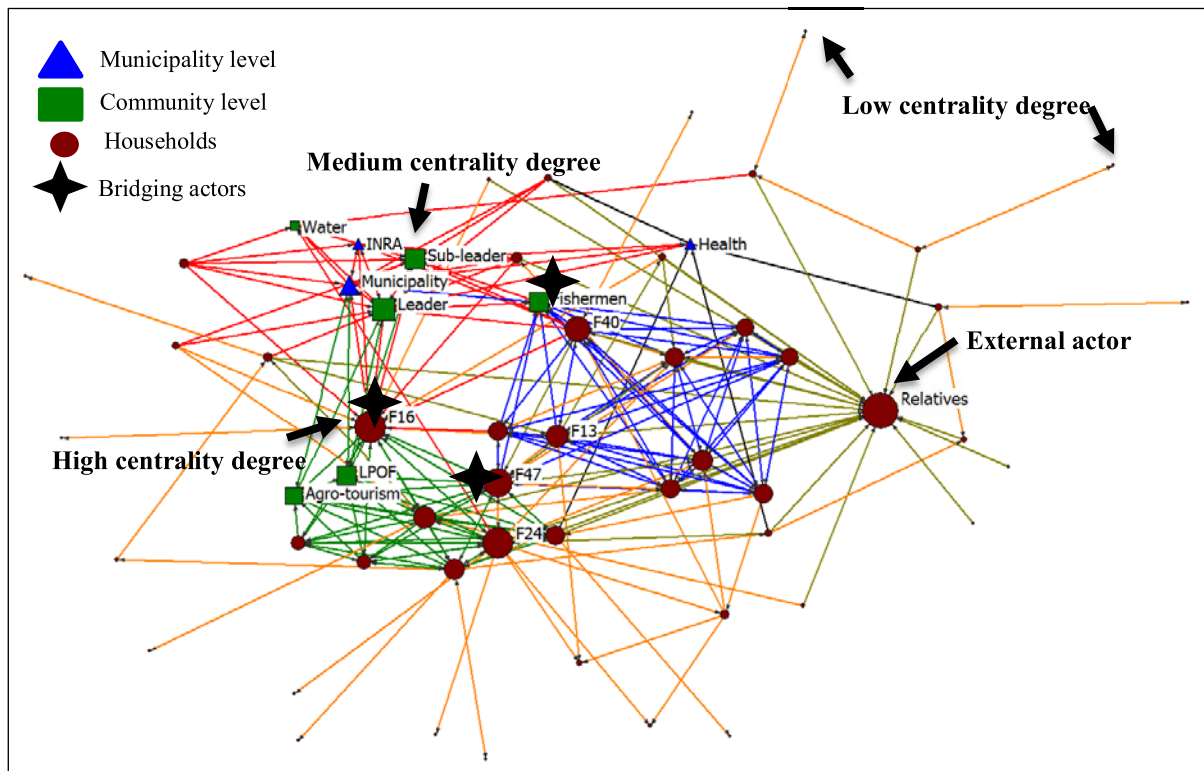 Municipality level
Community level
Households
Bridging actors
Low centrality degree
Medium centrality degree
Water
INRA
Sub-leader
Health
Municipality
Leader
Fishermen
F40
External actor
Relatives
F16
F13
High centrality degree
LPOF
F47
Agro-tourism
F24